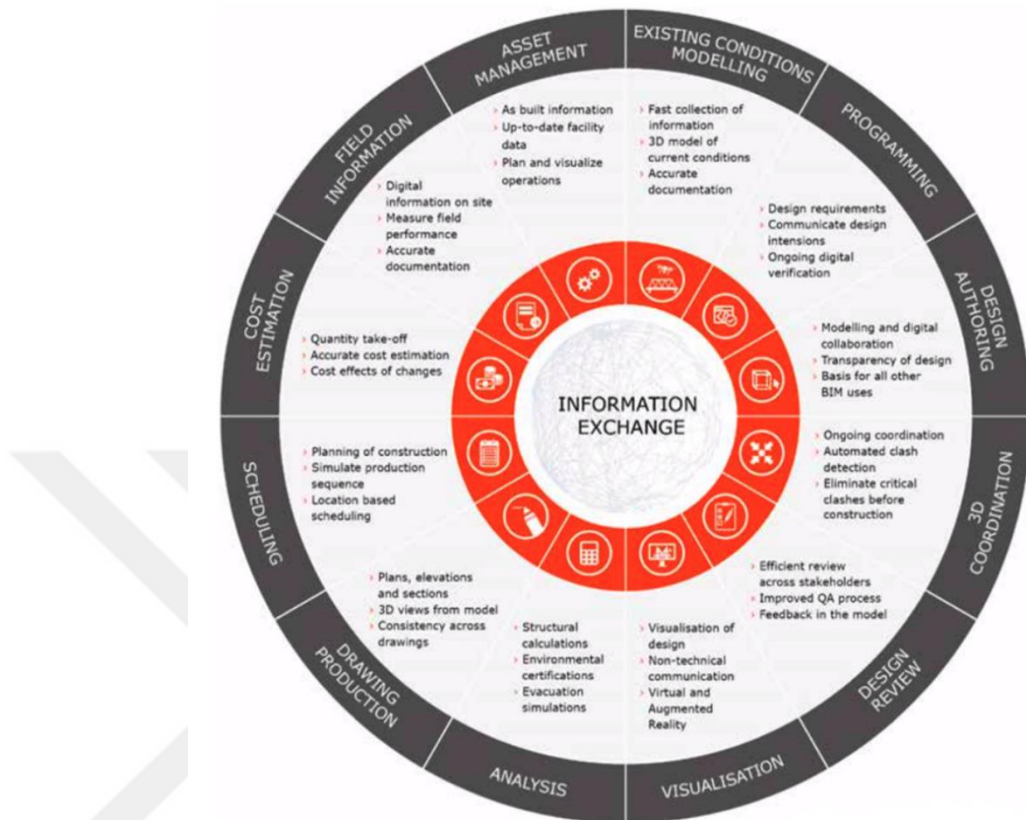 EXISTING CONDITIONS
MODELLING
› Fast collection of
information
› 3D model of
current conditions
› Accurate
documentation
PROGRAMMING
› Design requirements
› Communicate design
intensions
› Ongoing digital
verification
DESIGN
AUTHORING
› Modelling and digital
collaboration
› Transparency of design
› Basis for all other
BIM uses
3D
COORDINATION
› Ongoing coordination
› Automated clash
detection
› Eliminate critical
clashes before
construction
DESIGN
REVIEW
› Efficient review
across stakeholders
› Improved QA process
› Feedback in the model
VISUALISATION
› Visualisation of
design
› Non-technical
communication
› Virtual and
Augmented
Reality
ANALYSIS
› Structural
calculations
› Environmental
certifications
› Evacuation
simulations
DRAWING
PRODUCTION
› Plans, elevations
and sections
› 3D views from model
› Consistency across
drawings
SCHEDULING
› Planning of construction
› Simulate production
sequence
› Location based
scheduling
COST
ESTIMATION
› Quantity take-off
› Accurate cost estimation
› Cost effects of changes
FIELD
INFORMATION
› Digital
information on site
› Measure field
performance
› Accurate
documentation
ASSET
MANAGEMENT
› As built information
› Up-to-date facility
data
› Plan and visualize
operations
INFORMATION
EXCHANGE